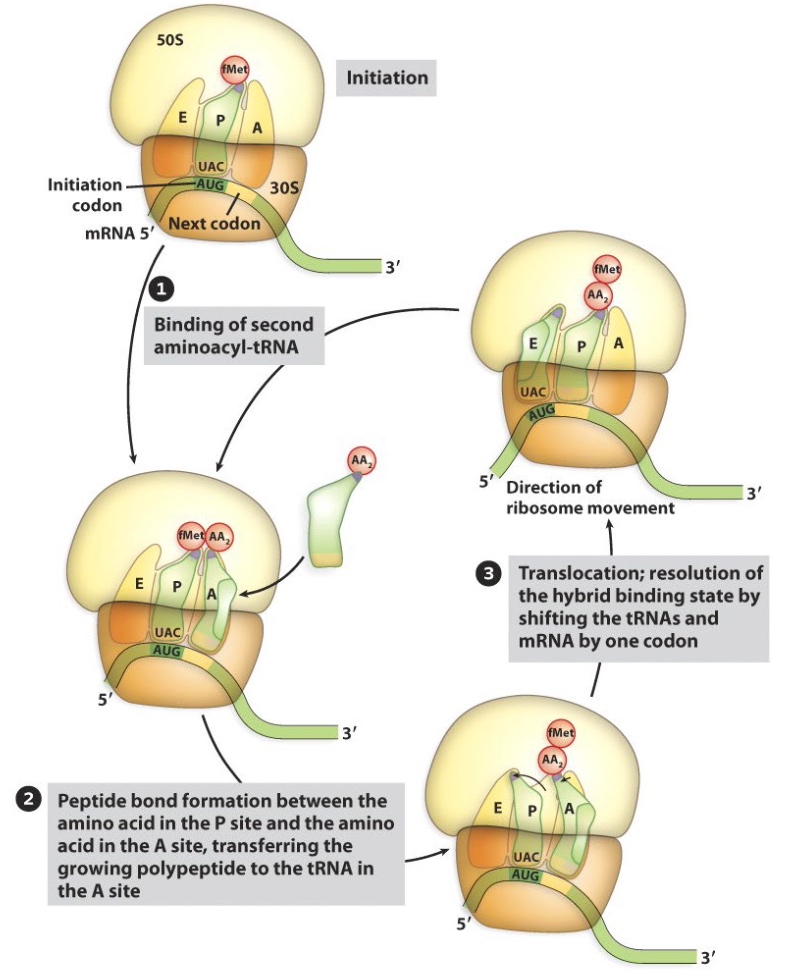 50S
fMet
Initiation
E
P
A
UAC
Initiation
codon
AUG
30S
Next codon
mRNA 5′
3′
1
Binding of second
aminoacyl-tRNA
fMet
AA2
E
P
A
UAC
AUG
5′
3′
Direction of
ribosome movement
AA2
fMet
AA2
E
P
A
UAC
AUG
5′
3′
3
Translocation; resolution of
the hybrid binding state by
shifting the tRNAs and
mRNA by one codon
2
Peptide bond formation between the
amino acid in the P site and the amino
acid in the A site, transferring the
growing polypeptide to the tRNA in
the A site
fMet
AA2
E
P
A
UAC
AUG
5′
3′